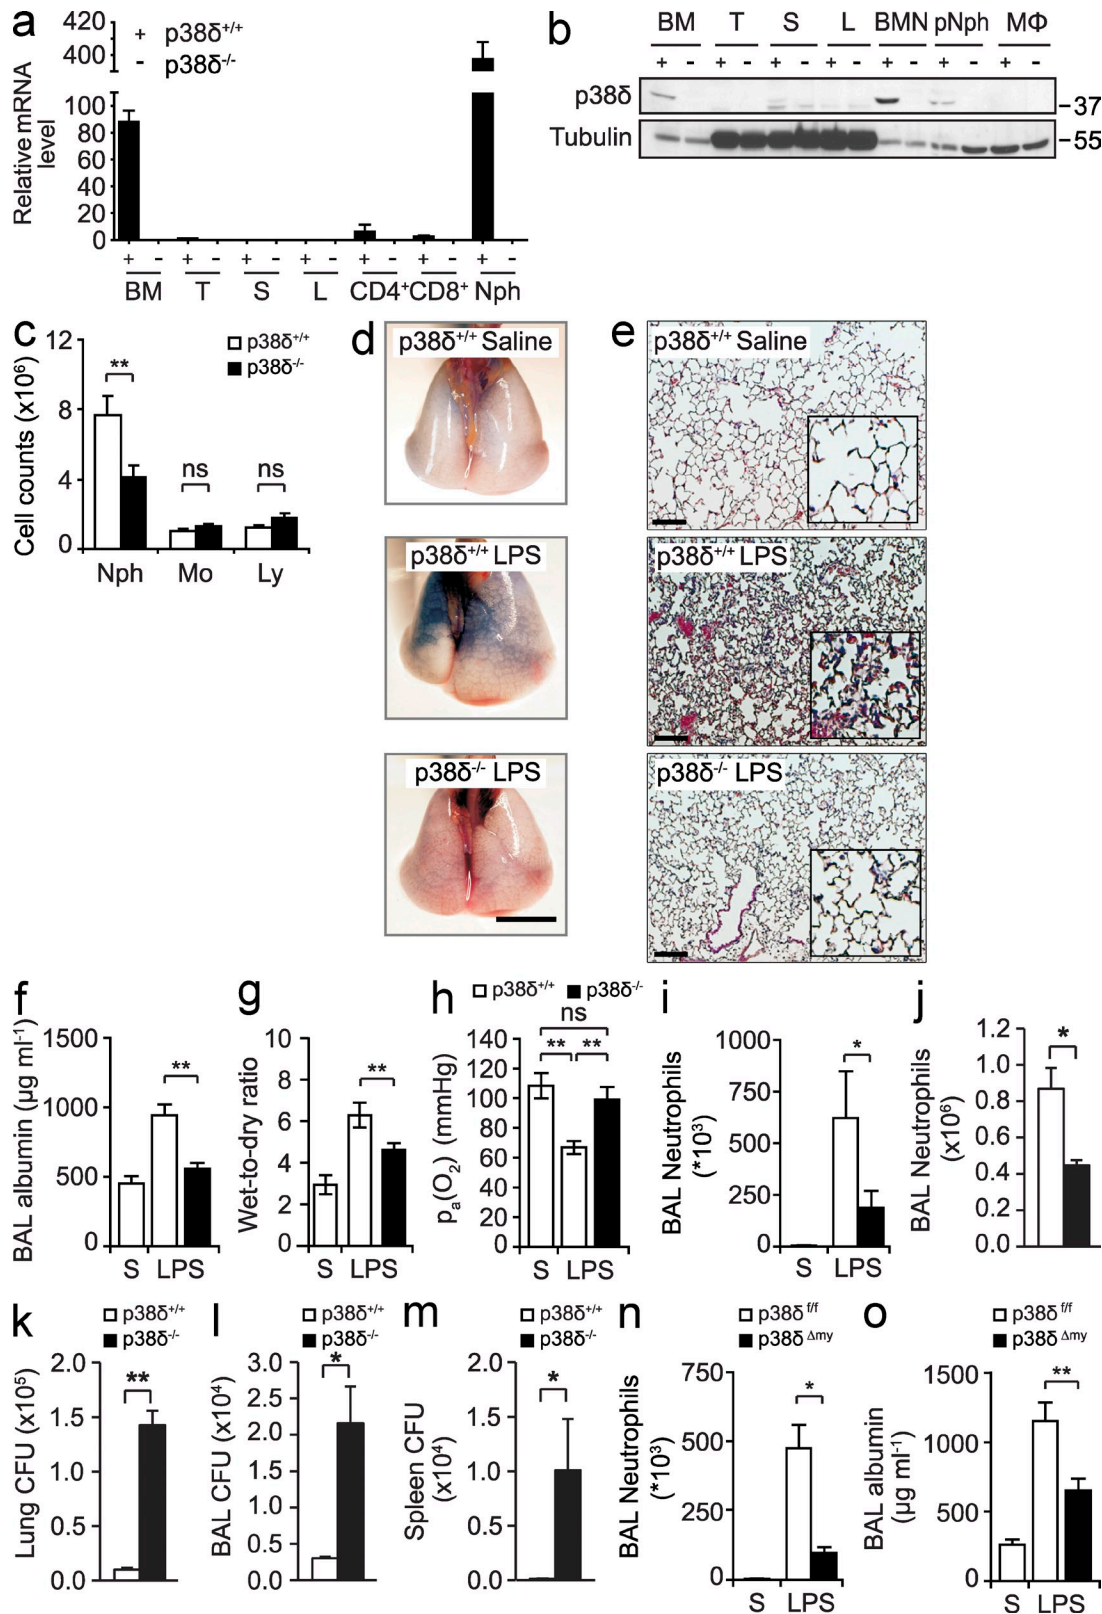 a
420
400
+ p38δ+/+
- p38δ-/-
Relative mRNA
level
100
80
60
40
20
0
+ - + - + - + - + - + - + -
BM T S L CD4+ CD8+ Nph
b
BM T S L BMN pNph MΦ
+ - + - + - + - + - + - + -
p38δ
-37
Tubulin
-55
c
Cell counts (x10⁶)
12
8
4
0
p38δ+/+
p38δ-/-
**
ns
ns
Nph Mo Ly
d
p38δ+/+ Saline
p38δ+/+ LPS
p38δ-/- LPS
e
p38δ+/+ Saline
p38δ+/+ LPS
p38δ-/- LPS
f
BAL albumin (µg ml-1)
1500
1000
500
0
**
S LPS
g
Wet-to-dry ratio
10
8
6
4
2
0
**
S LPS
h
p38δ+/+ p38δ-/-
pa(O2) (mmHg)
140
120
100
80
60
40
20
0
ns
** **
S LPS
i
BAL Neutrophils
(*10³)
1000
750
500
250
0
*
S LPS
j
BAL Neutrophils
(x10⁶)
1.2
1.0
0.8
0.6
0.4
0.2
0.0
*
k
p38δ+/+
p38δ-/-
Lung CFU (x10⁵)
2.0
1.5
1.0
0.5
0.0
**
l
p38δ+/+
p38δ-/-
BAL CFU (x10⁴)
3.0
2.5
2.0
1.5
1.0
0.5
0.0
*
m
p38δ+/+
p38δ-/-
Spleen CFU
(x10⁴)
2.0
1.5
1.0
0.5
0.0
*
n
p38δ f/f
p38δ Δmy
BAL Neutrophils
(*10³)
750
500
250
0
*
S LPS
o
p38δ f/f
p38δ Δmy
BAL albumin
(µg ml-1)
1500
1000
500
0
**
S LPS